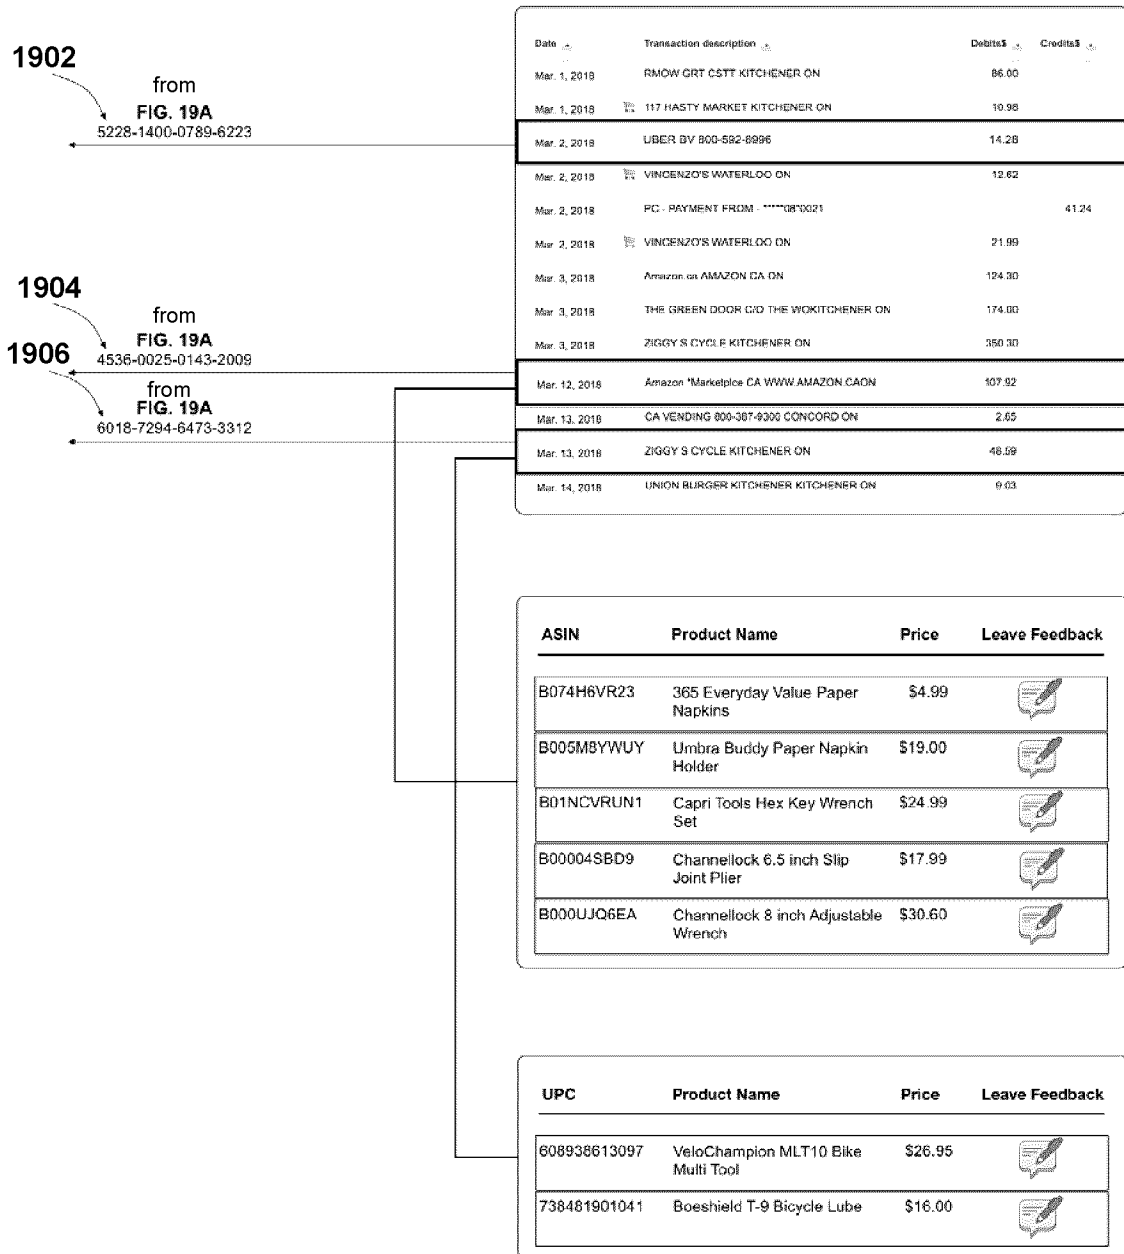 1902
from
FIG. 19A
5228-1400-0789-6223
1904
from
FIG. 19A
4536-0025-0143-2009
1906
from
FIG. 19A
6018-7294-6473-3312
Date Transaction description Debits$ Credits$
Mar. 1, 2018 RMOW GRT CSTT KITCHENER ON 86.00
Mar. 1, 2018 117 HASTY MARKET KITCHENER ON 10.98
Mar. 2, 2018 UBER BV 800-592-8996 14.28
Mar. 2, 2018 VINCENZO'S WATERLOO ON 12.62
Mar. 2, 2018 PC - PAYMENT FROM - *****08*0021 41.24
Mar. 2, 2018 VINCENZO'S WATERLOO ON 21.99
Mar. 3, 2018 Amazon.ca AMAZON CA ON 124.30
Mar. 3, 2018 THE GREEN DOOR C/O THE WOKITCHENER ON 174.00
Mar. 3, 2018 ZIGGY S CYCLE KITCHENER ON 350.30
Mar. 12, 2018 Amazon *Marketplce CA WWW.AMAZON.CAON 107.92
Mar. 13, 2018 CA VENDING 800-387-9300 CONCORD ON 2.65
Mar. 13, 2018 ZIGGY S CYCLE KITCHENER ON 48.59
Mar. 14, 2018 UNION BURGER KITCHENER KITCHENER ON 9.03
ASIN Product Name Price Leave Feedback
B074H6VR23 365 Everyday Value Paper $4.99
Napkins
B005M8YWUY Umbra Buddy Paper Napkin $19.00
Holder
B01NCVRUN1 Capri Tools Hex Key Wrench $24.99
Set
B00004SBD9 Channellock 6.5 inch Slip $17.99
Joint Plier
B000UJQ6EA Channellock 8 inch Adjustable $30.60
Wrench
UPC Product Name Price Leave Feedback
608938613097 VeloChampion MLT10 Bike $26.95
Multi Tool
738481901041 Boeshield T-9 Bicycle Lube $16.00